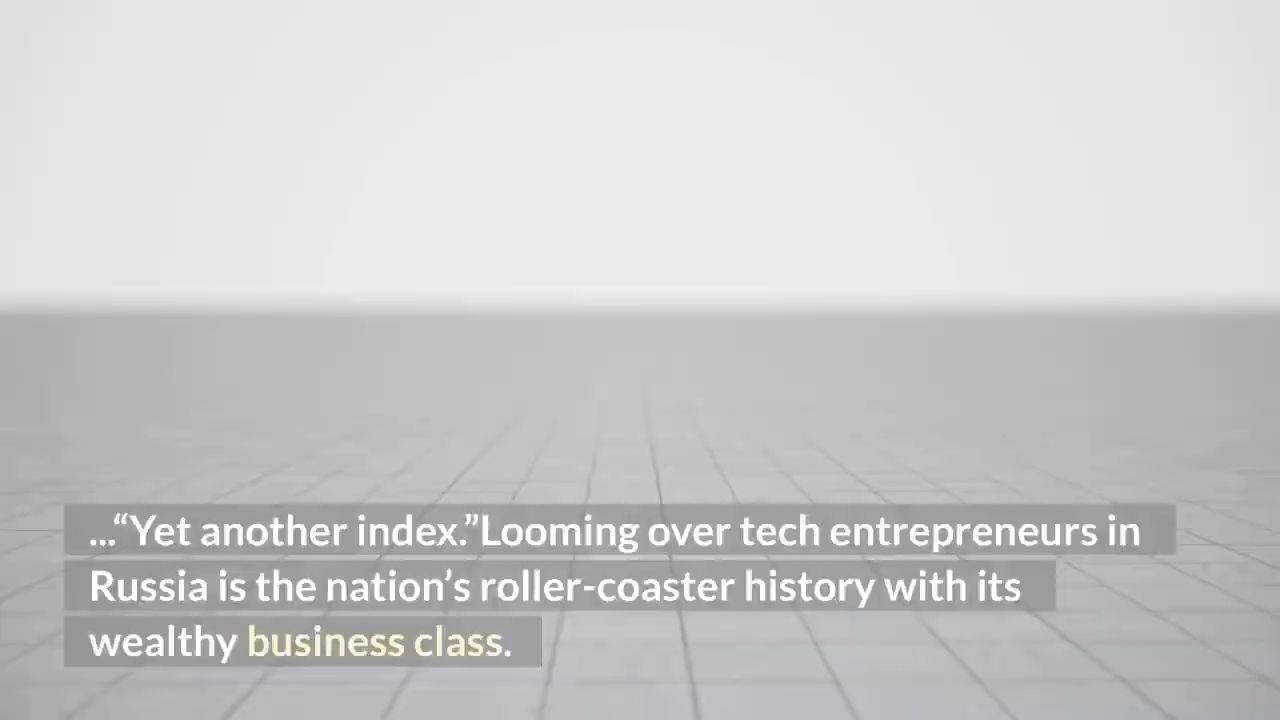 ...“Yet another index.”Looming over tech entrepreneurs in
Russia is the nation’s roller-coaster history with its
wealthy business class.